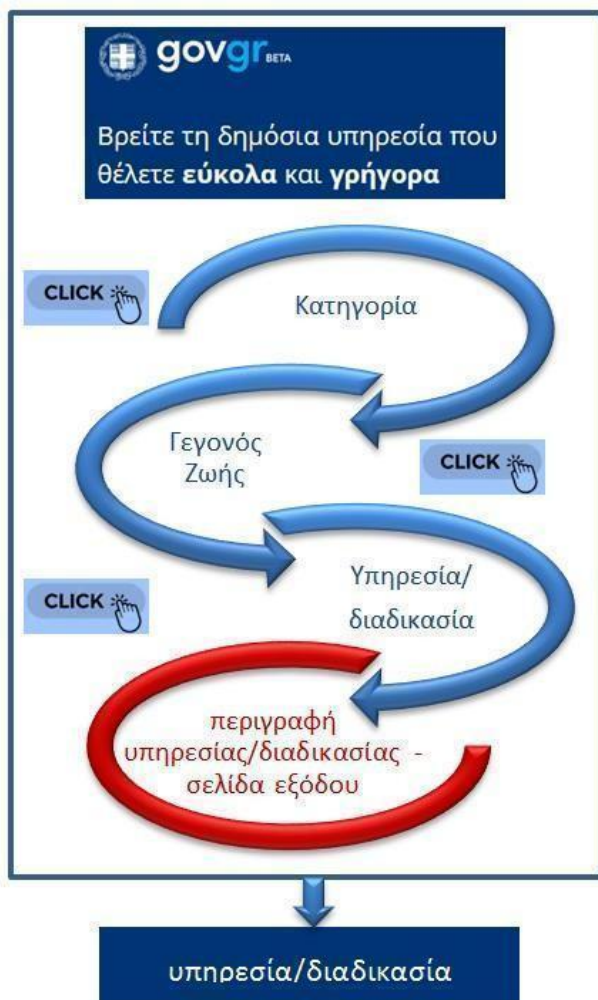 govgr BETA
Βρείτε τη δημόσια υπηρεσία που
θέλετε εύκολα και γρήγορα
CLICK
Κατηγορία
Γεγονός
Ζωής
CLICK
Υπηρεσία/
διαδικασία
CLICK
περιγραφή
υπηρεσίας/διαδικασίας -
σελίδα εξόδου
υπηρεσία/διαδικασία